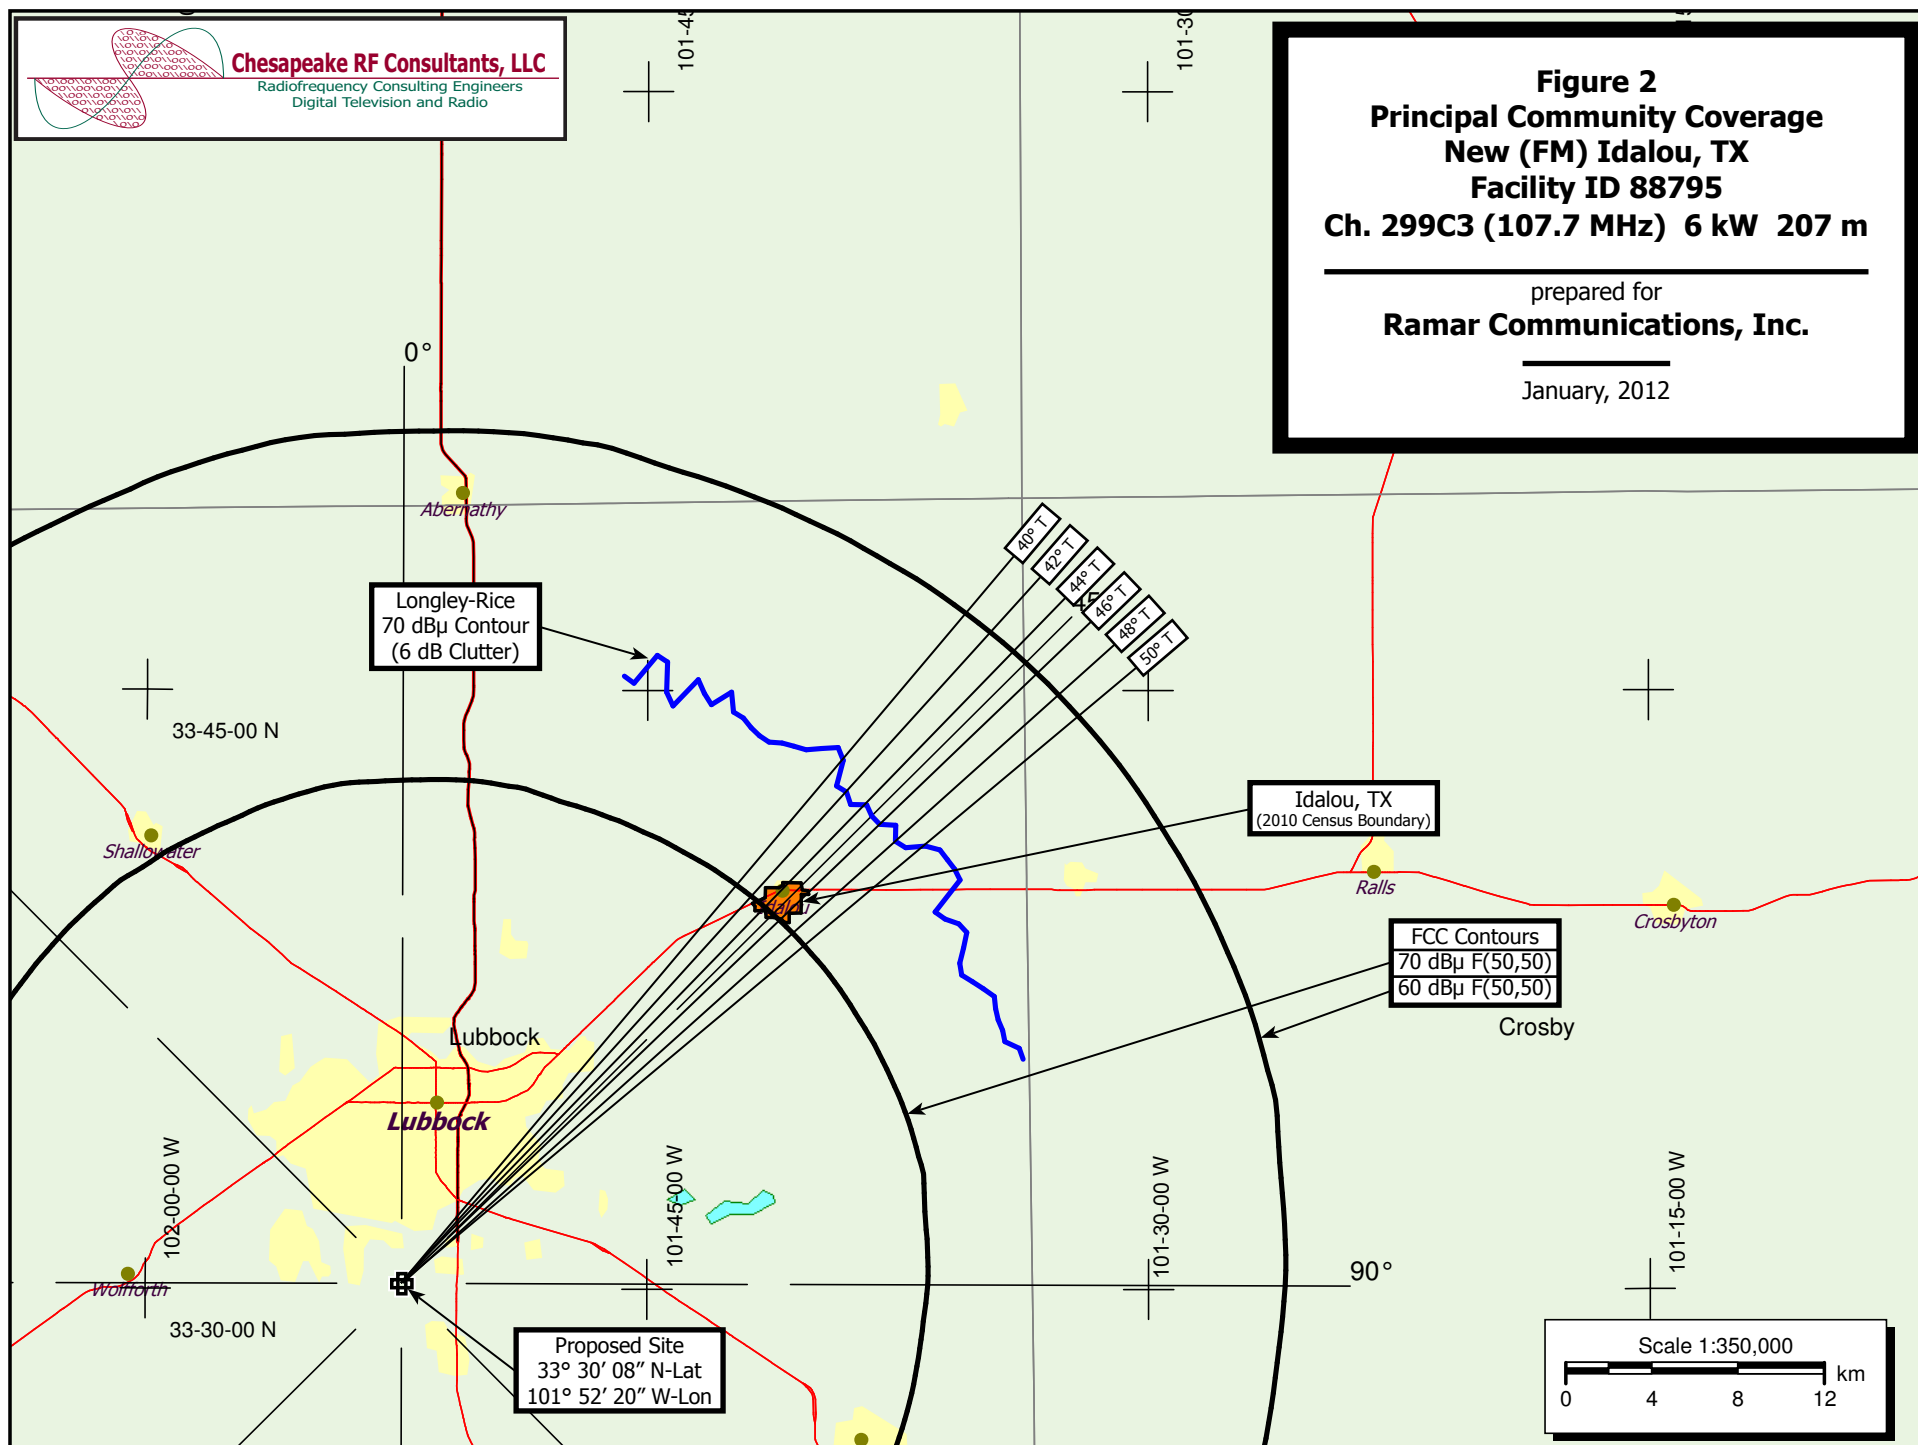 Chesapeake RF Consultants, LLC
Radiofrequency Consulting Engineers
Digital Television and Radio
101-45
101-30
Figure 2
Principal Community Coverage
New (FM) Idalou, TX
Facility ID 88795
Ch. 299C3 (107.7 MHz) 6 kW 207 m
prepared for
Ramar Communications, Inc.
January, 2012
0°
Abernathy
40° T
42° T
44° T
46° T
48° T
50° T
Longley-Rice
70 dBµ Contour
(6 dB Clutter)
33-45-00 N
Idalou, TX
(2010 Census Boundary)
Shallowater
Ralls
Idalou
Crosbyton
FCC Contours
70 dBµ F(50,50)
60 dBµ F(50,50)
Crosby
Lubbock
Lubbock
102-00-00 W
101-45-00 W
101-30-00 W
101-15-00 W
90°
Wolfforth
33-30-00 N
Proposed Site
33° 30′ 08″ N-Lat
101° 52′ 20″ W-Lon
Scale 1:350,000
km
0 4 8 12